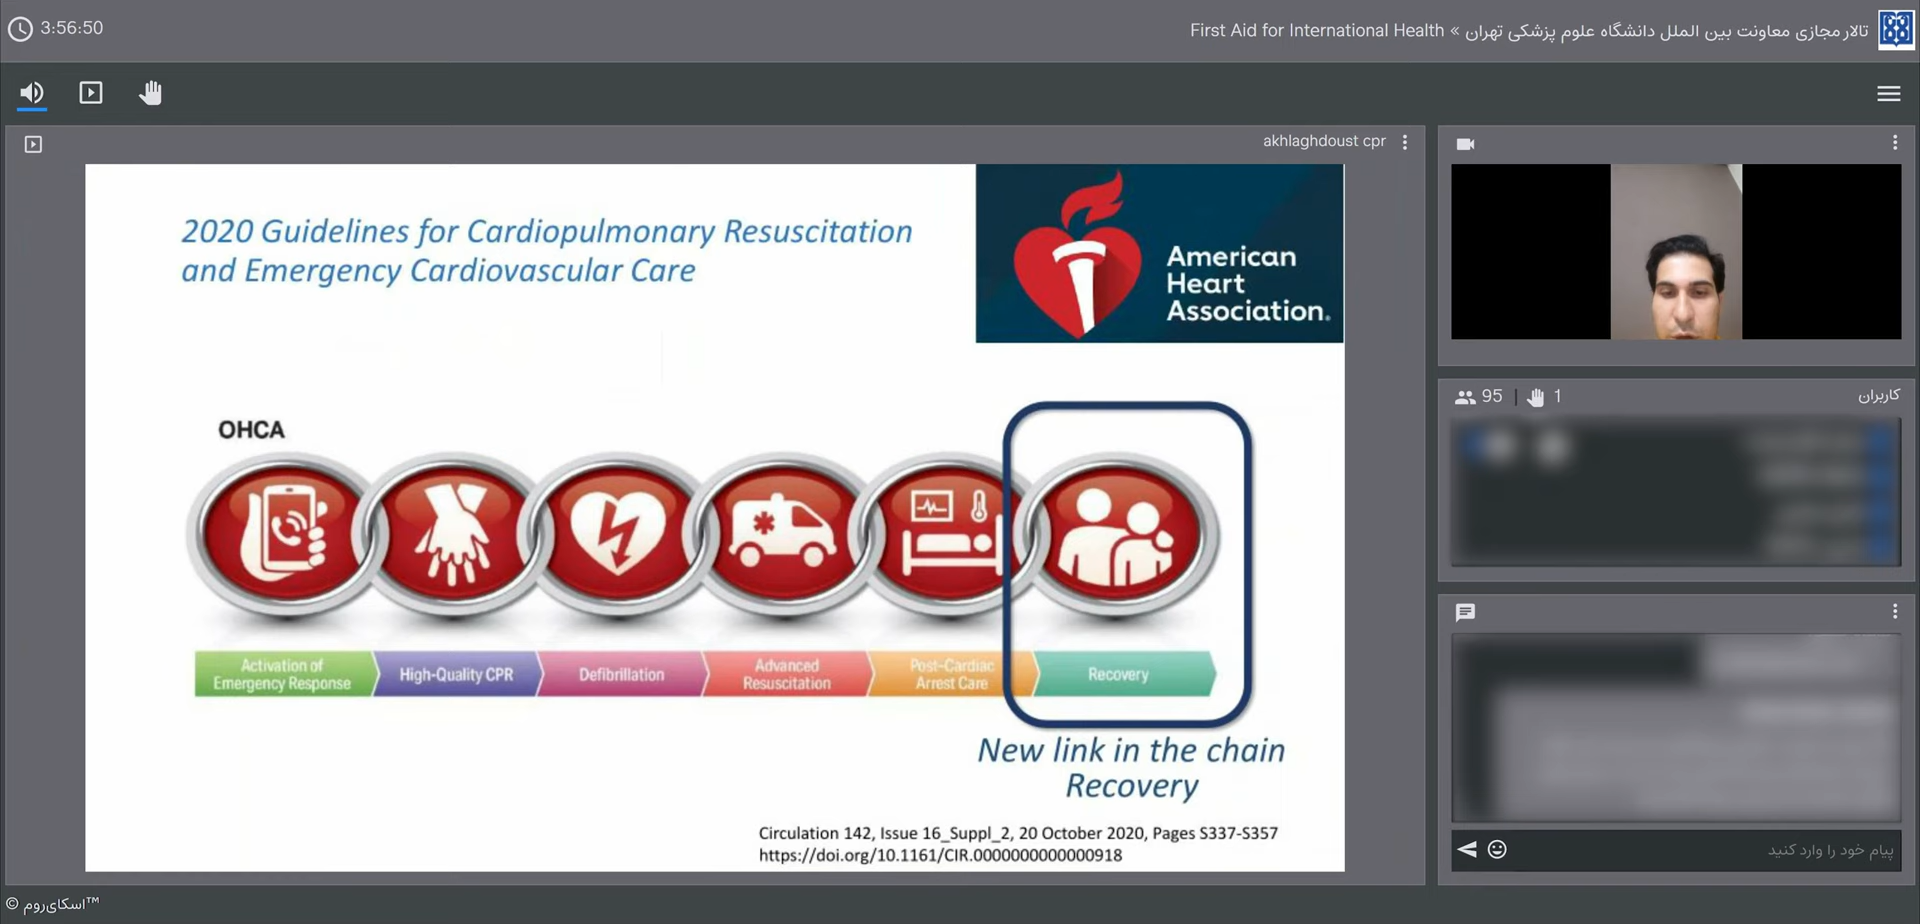 3:56:50
تالار مجازی معاونت بین الملل دانشگاه علوم پزشکی تهران » First Aid for International Health
akhlaghdoust cpr
2020 Guidelines for Cardiopulmonary Resuscitation
and Emergency Cardiovascular Care
American
Heart
Association®
OHCA
Activation of
Emergency Response
High-Quality CPR
Defibrillation
Advanced
Resuscitation
Post-Cardiac
Arrest Care
Recovery
New link in the chain
Recovery
Circulation 142, Issue 16_Suppl_2, 20 October 2020, Pages S337-S357
https://doi.org/10.1161/CIR.0000000000000918
95 | 1
کاربران
پیام خود را وارد کنید
© اسکای‌روم™